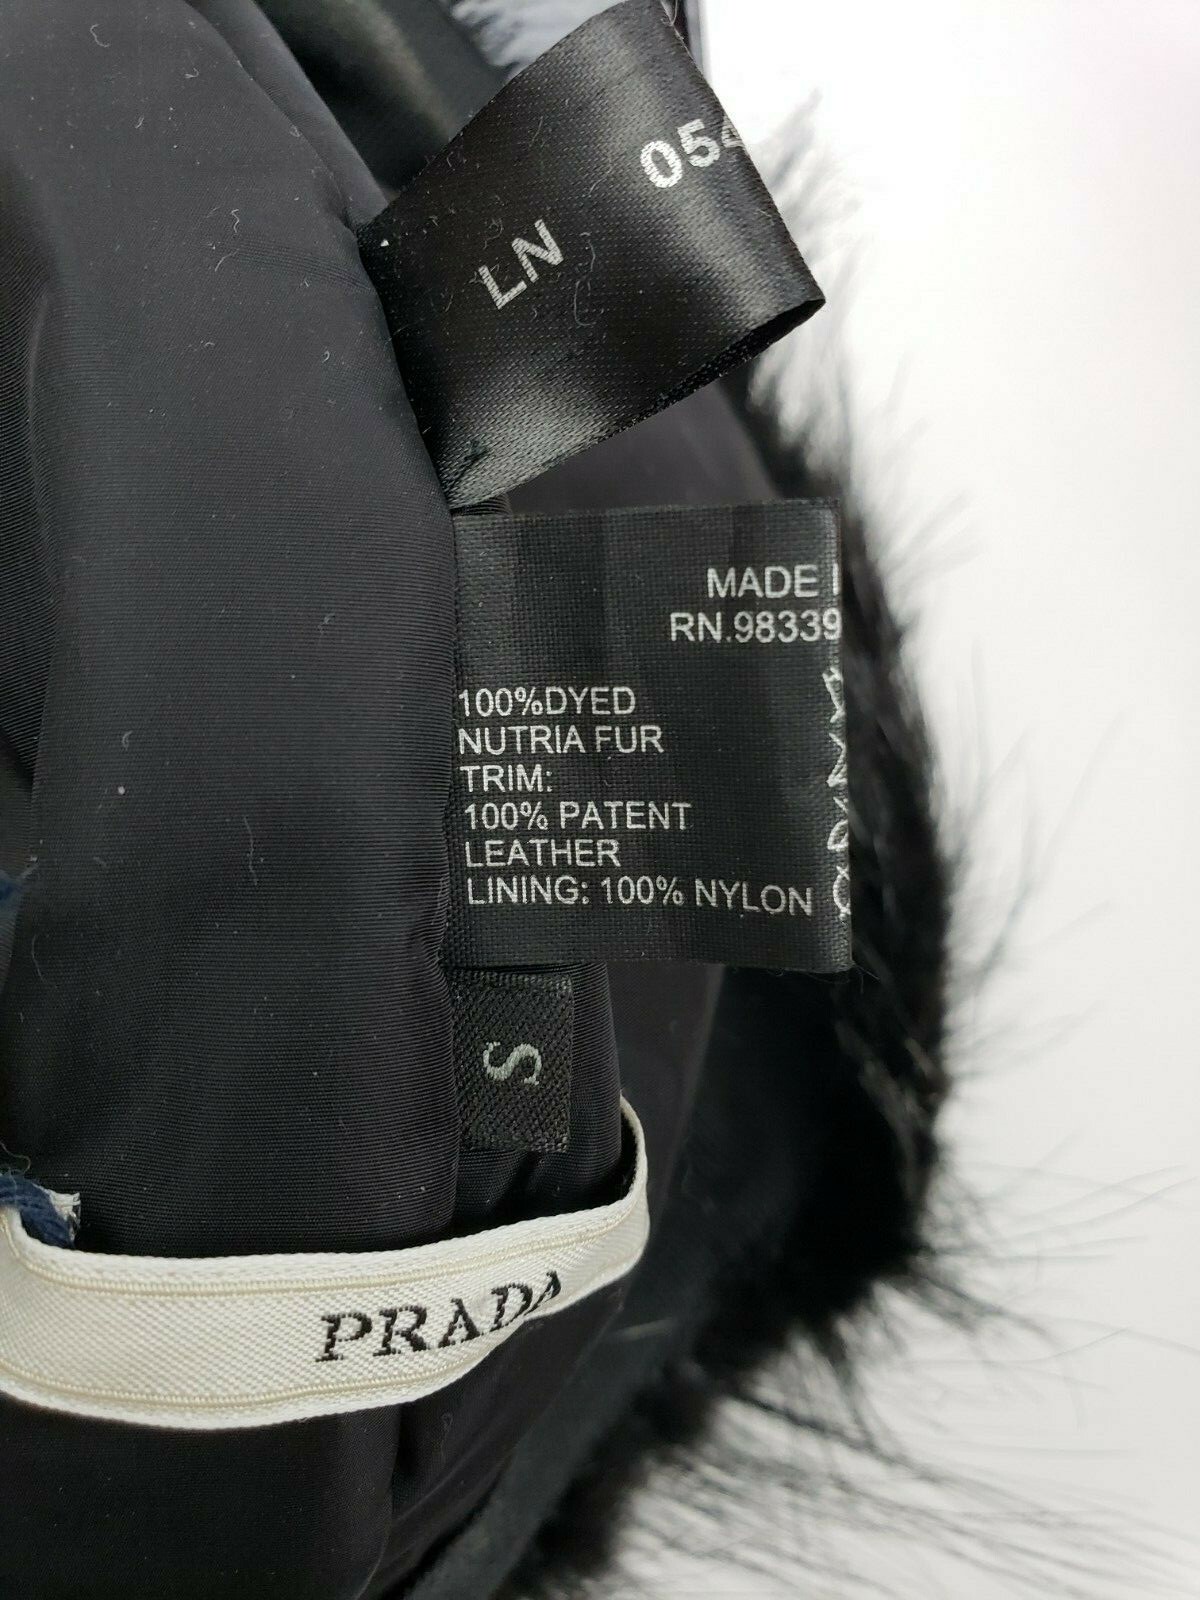 LN 054
MADE I
RN.98339
100%DYED
NUTRIA FUR
TRIM:
100% PATENT
LEATHER
LINING: 100% NYLON
S
PRADA